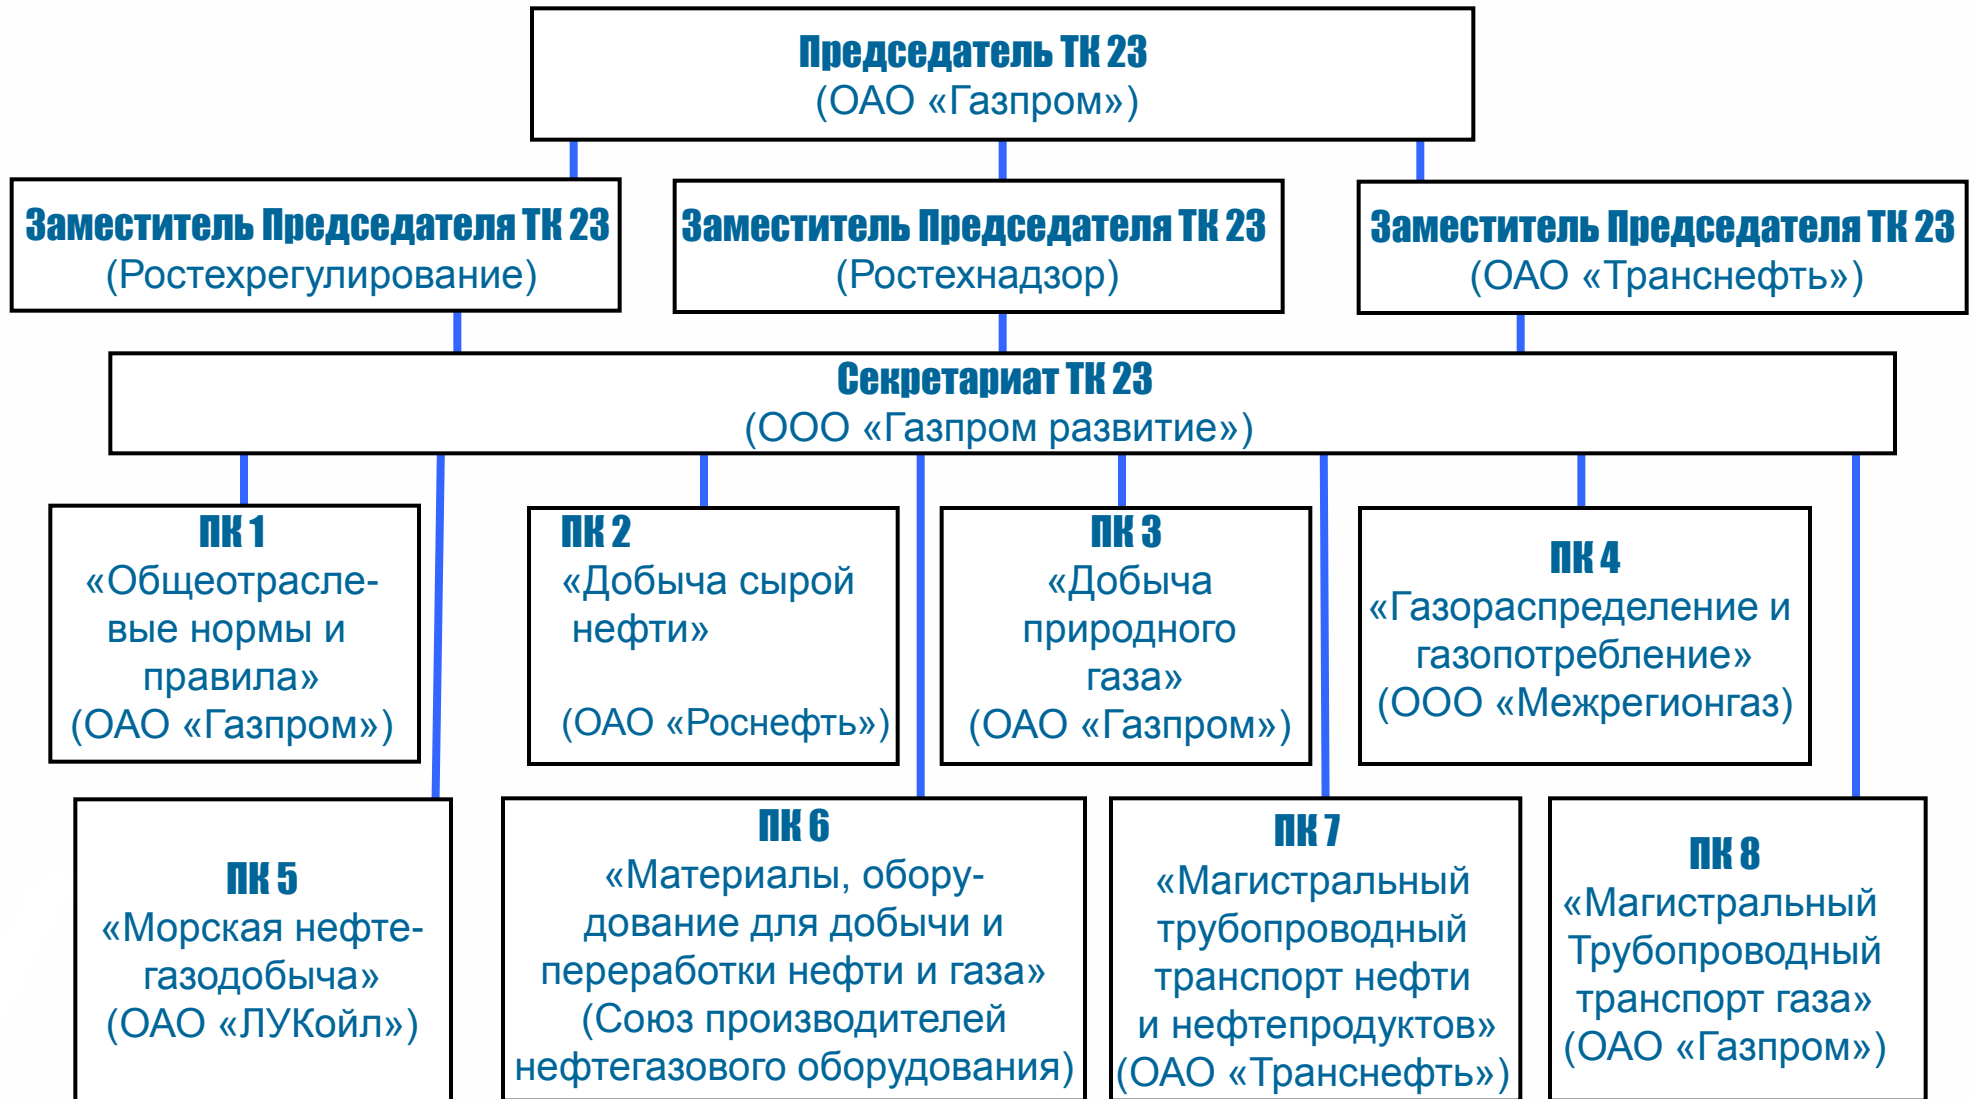 Председатель ТК 23
(ОАО «Газпром»)
Заместитель Председателя ТК 23
(Ростехрегулирование)
Заместитель Председателя ТК 23
(Ростехнадзор)
Заместитель Председателя ТК 23
(ОАО «Транснефть»)
Секретариат ТК 23
(ООО «Газпром развитие»)
ПК 1
«Общеотрасле-
вые нормы и
правила»
(ОАО «Газпром»)
ПК 2
«Добыча сырой
нефти»
(ОАО «Роснефть»)
ПК 3
«Добыча
природного
газа»
(ОАО «Газпром»)
ПК 4
«Газораспределение и
газопотребление»
(ООО «Межрегионгаз)
ПК 5
«Морская нефте-
газодобыча»
(ОАО «ЛУКойл»)
ПК 6
«Материалы, обору-
дование для добычи и
переработки нефти и газа»
(Союз производителей
нефтегазового оборудования)
ПК 7
«Магистральный
трубопроводный
транспорт нефти
и нефтепродуктов»
(ОАО «Транснефть»)
ПК 8
«Магистральный
Трубопроводный
транспорт газа»
(ОАО «Газпром»)